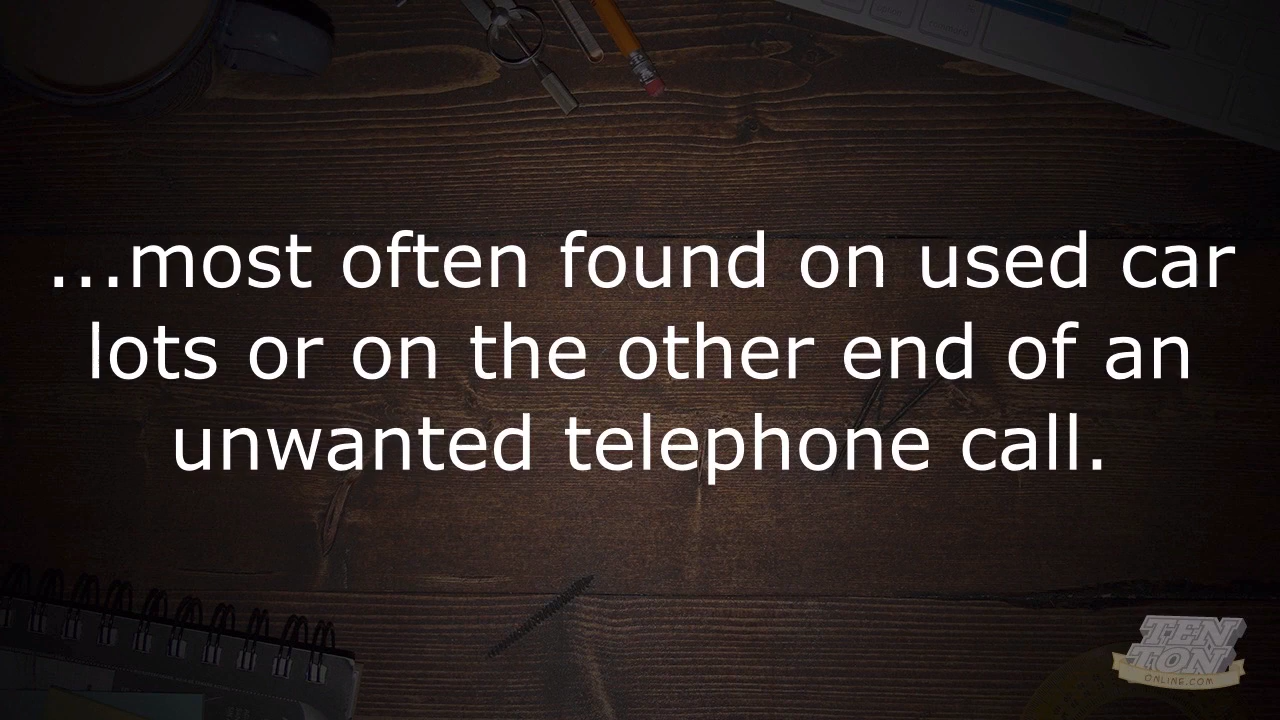 ...most often found on used car
lots or on the other end of an
unwanted telephone call.
TEN
TON
ONLINE.COM